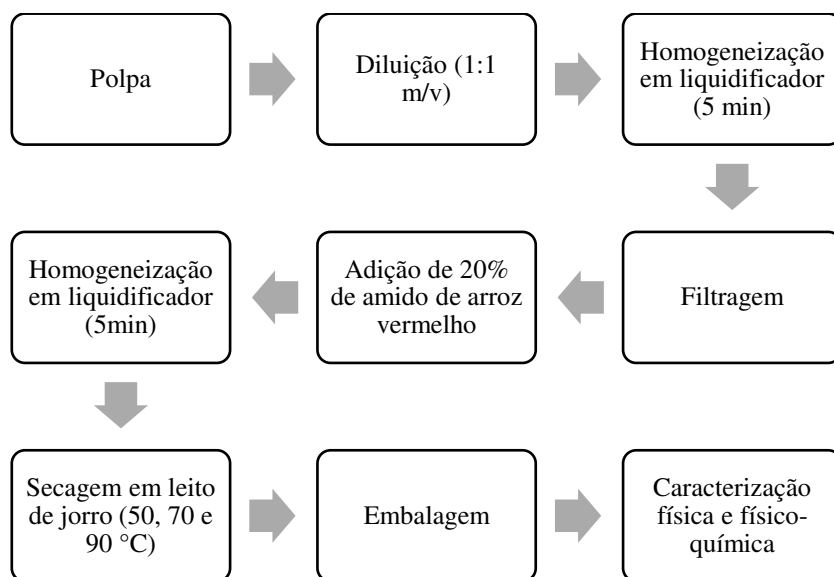 Polpa
Diluição (1:1
m/v)
Homogeneização
em liquidificador
(5 min)
Filtragem
Adição de 20%
de amido de arroz
vermelho
Homogeneização
em liquidificador
(5min)
Secagem em leito
de jorro (50, 70 e
90 °C)
Embalagem
Caracterização
física e físico-
química